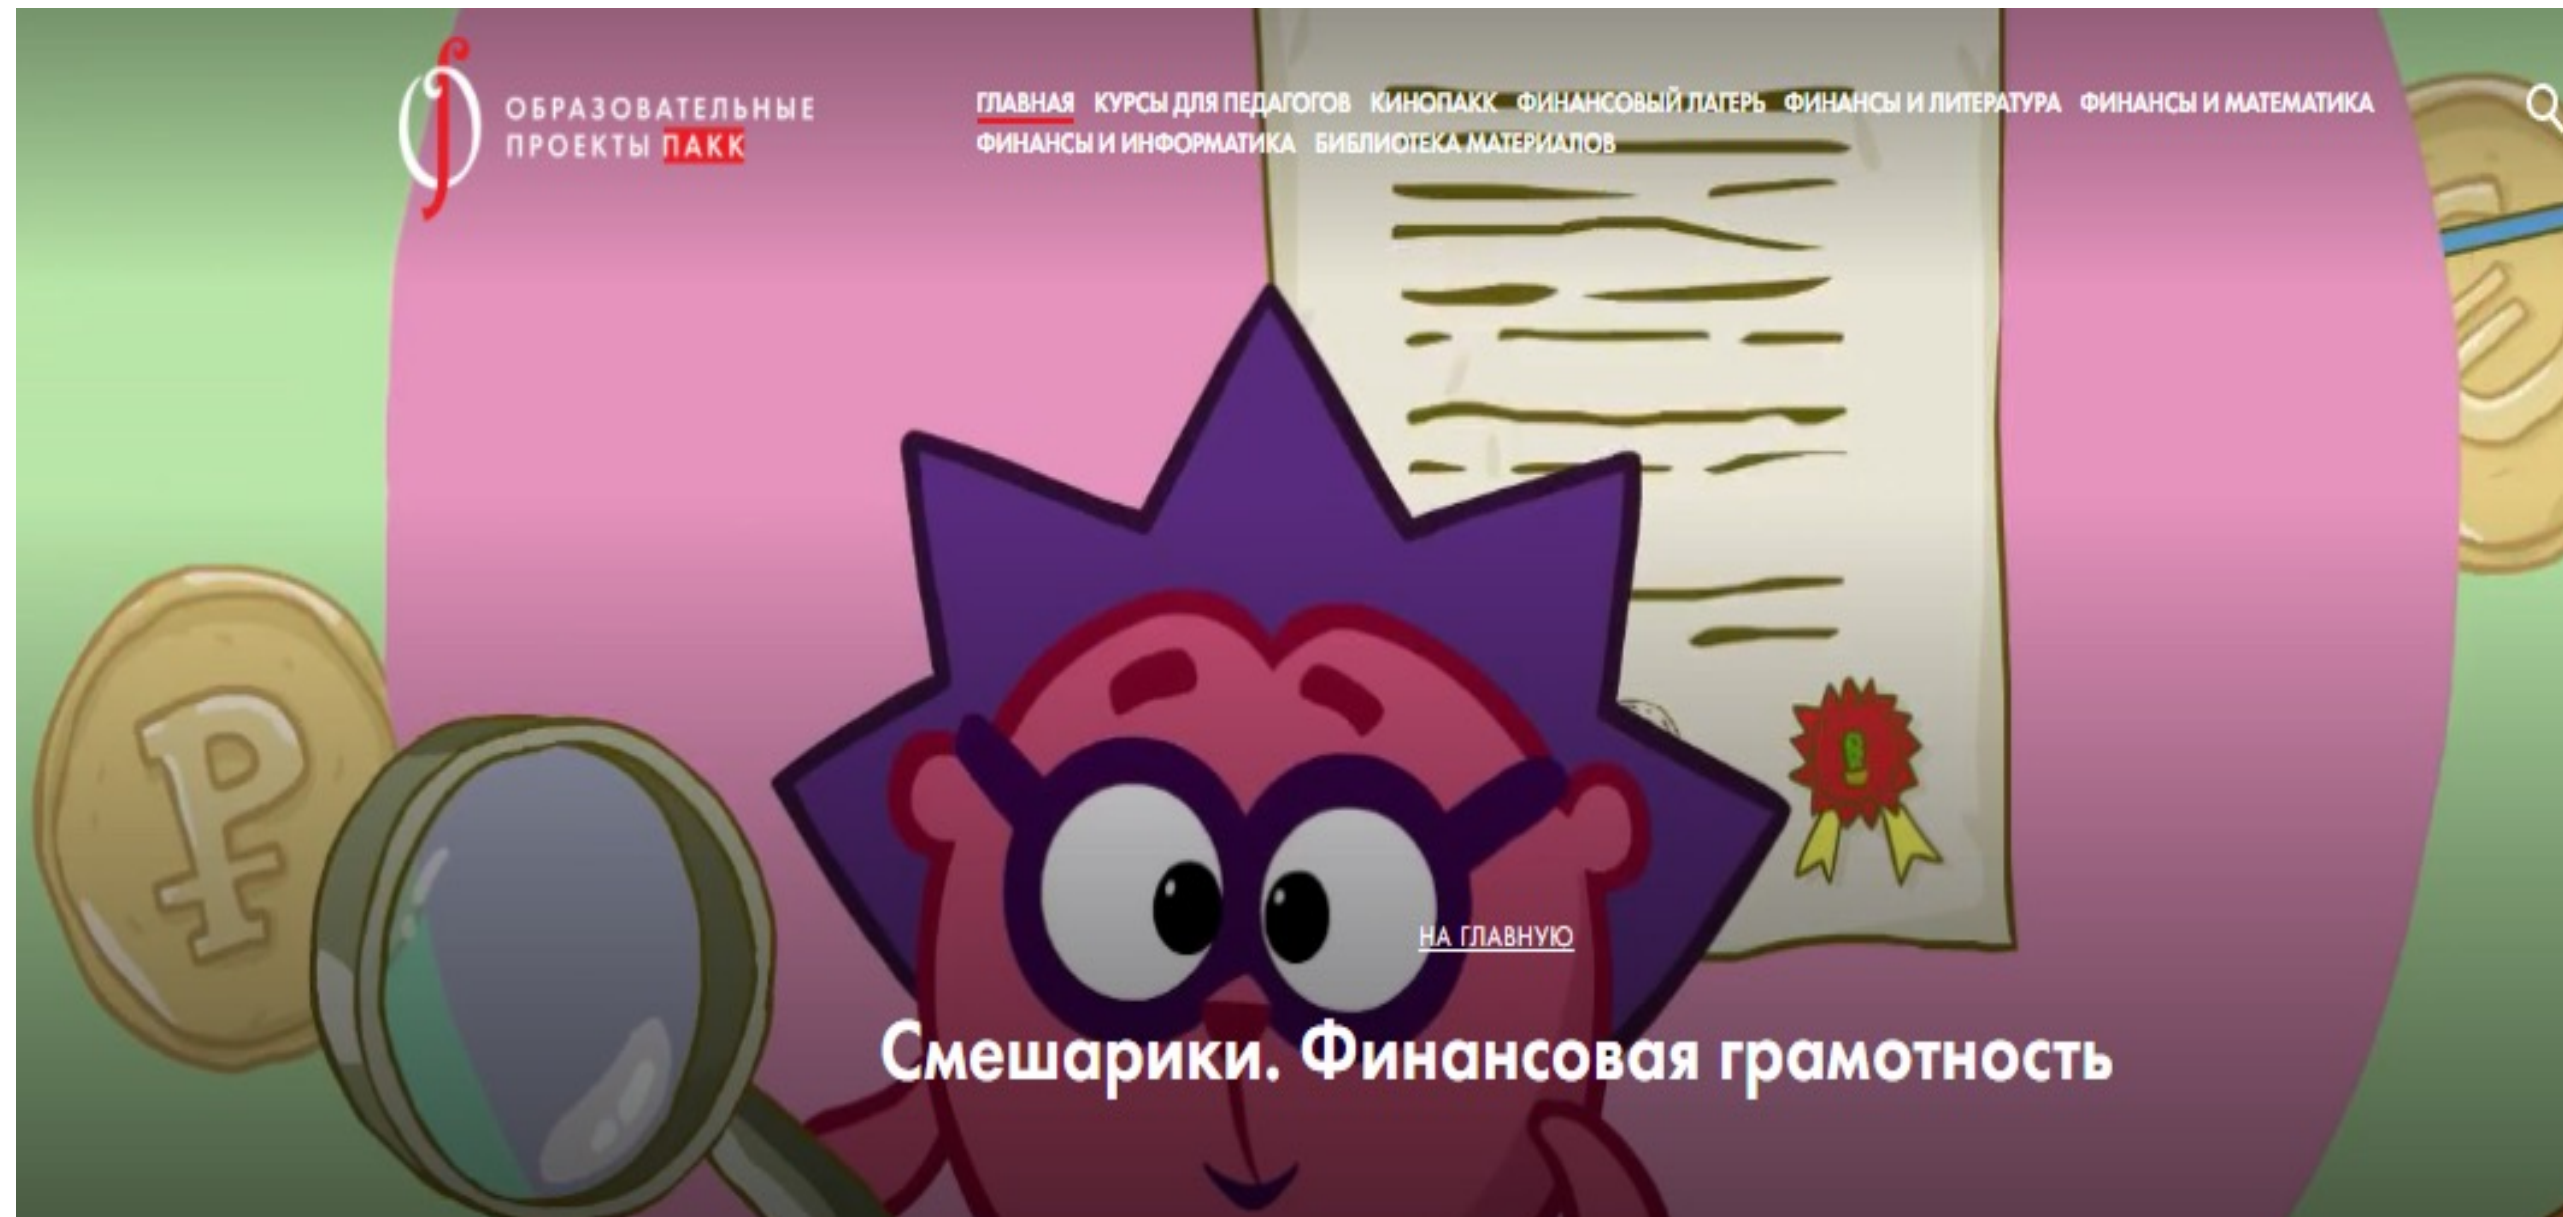 ОБРАЗОВАТЕЛЬНЫЕ
ПРОЕКТЫ ПАКК
ГЛАВНАЯ КУРСЫ ДЛЯ ПЕДАГОГОВ КИНОПАКК ФИНАНСОВЫЙ ЛАГЕРЬ ФИНАНСЫ И ЛИТЕРАТУРА ФИНАНСЫ И МАТЕМАТИКА
ФИНАНСЫ И ИНФОРМАТИКА БИБЛИОТЕКА МАТЕРИАЛОВ
НА ГЛАВНУЮ
Смешарики. Финансовая грамотность